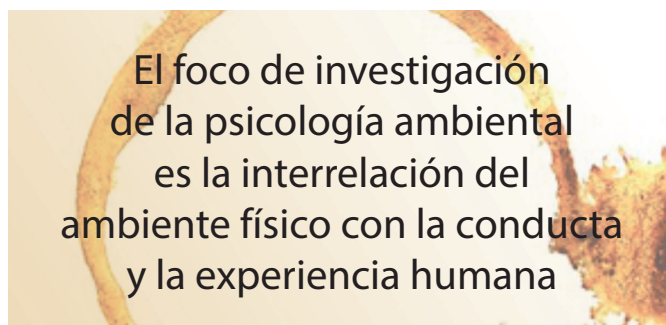 El foco de investigación
de la psicología ambiental
es la interrelación del
ambiente físico con la conducta
y la experiencia humana